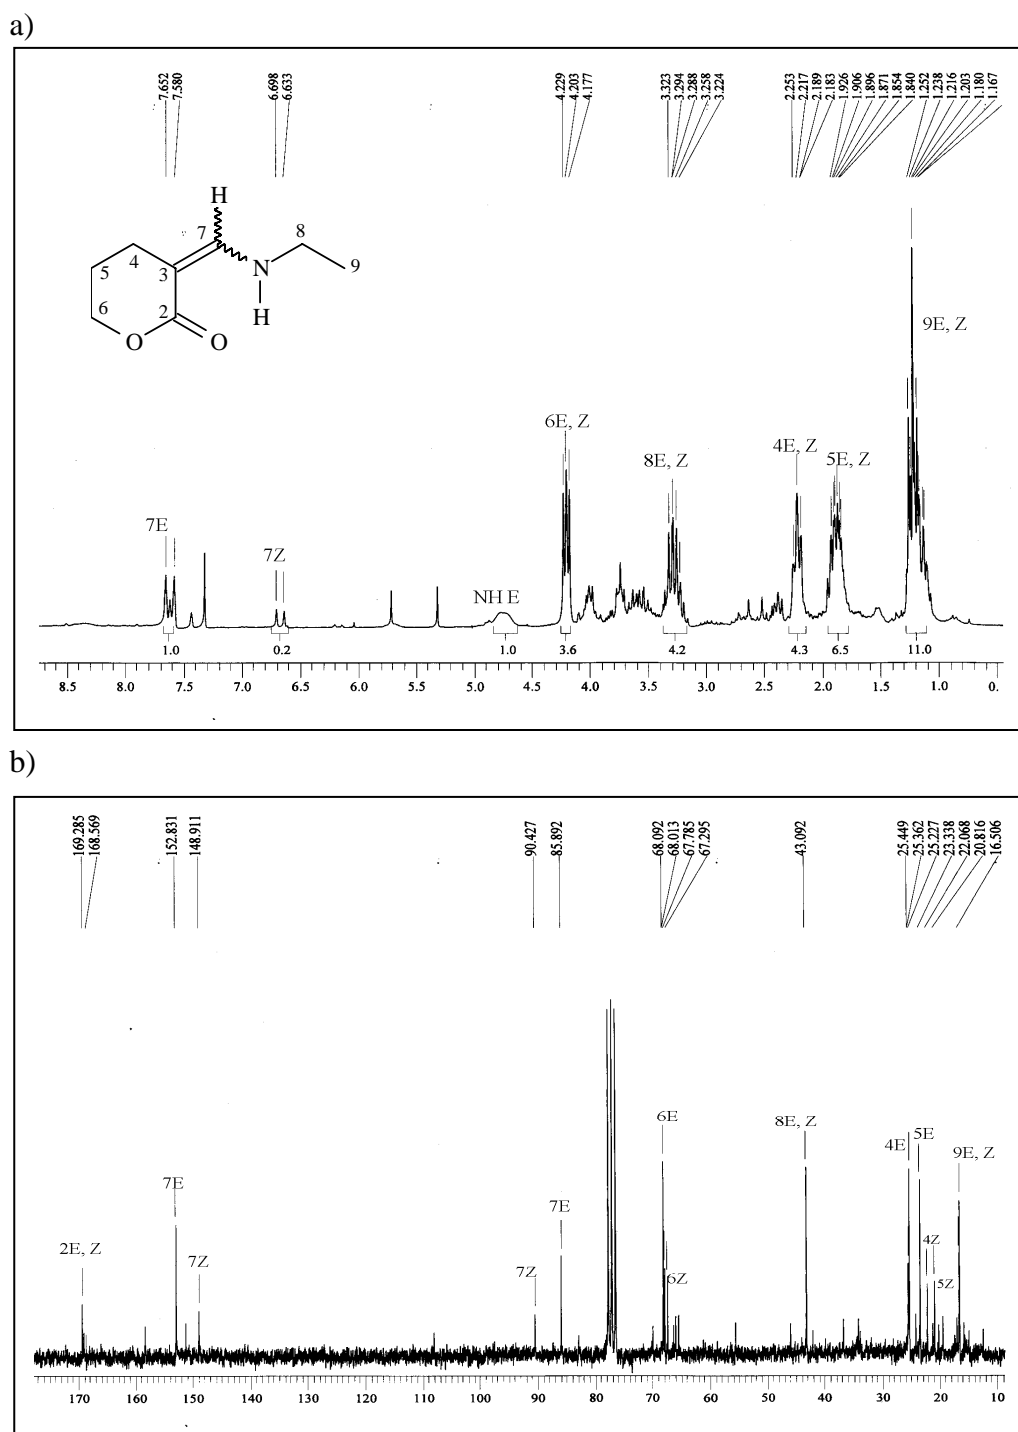 a)
7.652 7.580 6.698 6.633 4.229 4.203 4.177 3.323 3.294 3.288 3.258 3.224 2.253 2.217 2.189 2.183 1.926 1.906 1.896 1.871 1.854 1.840 1.252 1.238 1.216 1.203 1.180 1.167
H
7 8
4
5 3 N 9
6 2 H
O O
9E, Z
6E, Z
4E, Z
5E, Z
8E, Z
7E
7Z
NH E
1.0 0.2 1.0 3.6 4.2 4.3 6.5 11.0
8.5 8.0 7.5 7.0 6.5 6.0 5.5 5.0 4.5 4.0 3.5 3.0 2.5 2.0 1.5 1.0 0.
b)
169.285 168.569 152.831 148.911 90.427 85.892 68.092 68.013 67.785 67.295 43.092 25.449 25.362 25.227 23.338 22.068 20.816 16.506
6E
8E, Z
5E
4E
9E, Z
7E
7E
2E, Z
4Z
7Z
7Z
6Z
5Z
170 160 150 140 130 120 110 100 90 80 70 60 50 40 30 20 10